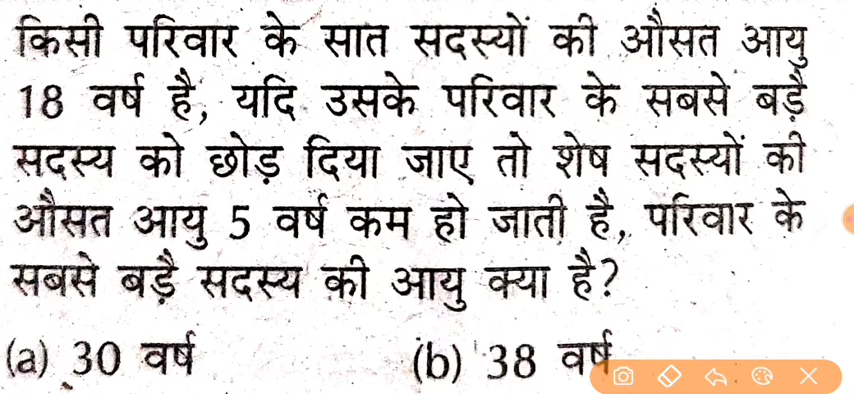 किसी परिवार के सात सदस्यों की औसत आयु
18 वर्ष है, यदि उसके परिवार के सबसे बड़ै
सदस्य को छोड़ दिया जाए तो शेष सदस्यों की
औसत आयु 5 वर्ष कम हो जाती है, परिवार के
सबसे बड़ै सदस्य की आयु क्या है?
(a) 30 वर्ष (b) 38 वर्ष